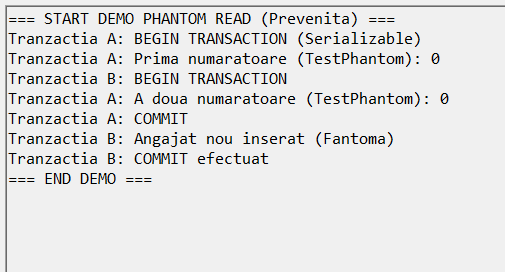 === START DEMO PHANTOM READ (Prevenita) ===
Tranzactia A: BEGIN TRANSACTION (Serializable)
Tranzactia A: Prima numaratoare (TestPhantom): 0
Tranzactia B: BEGIN TRANSACTION
Tranzactia A: A doua numaratoare (TestPhantom): 0
Tranzactia A: COMMIT
Tranzactia B: Angajat nou inserat (Fantoma)
Tranzactia B: COMMIT efectuat
=== END DEMO ===